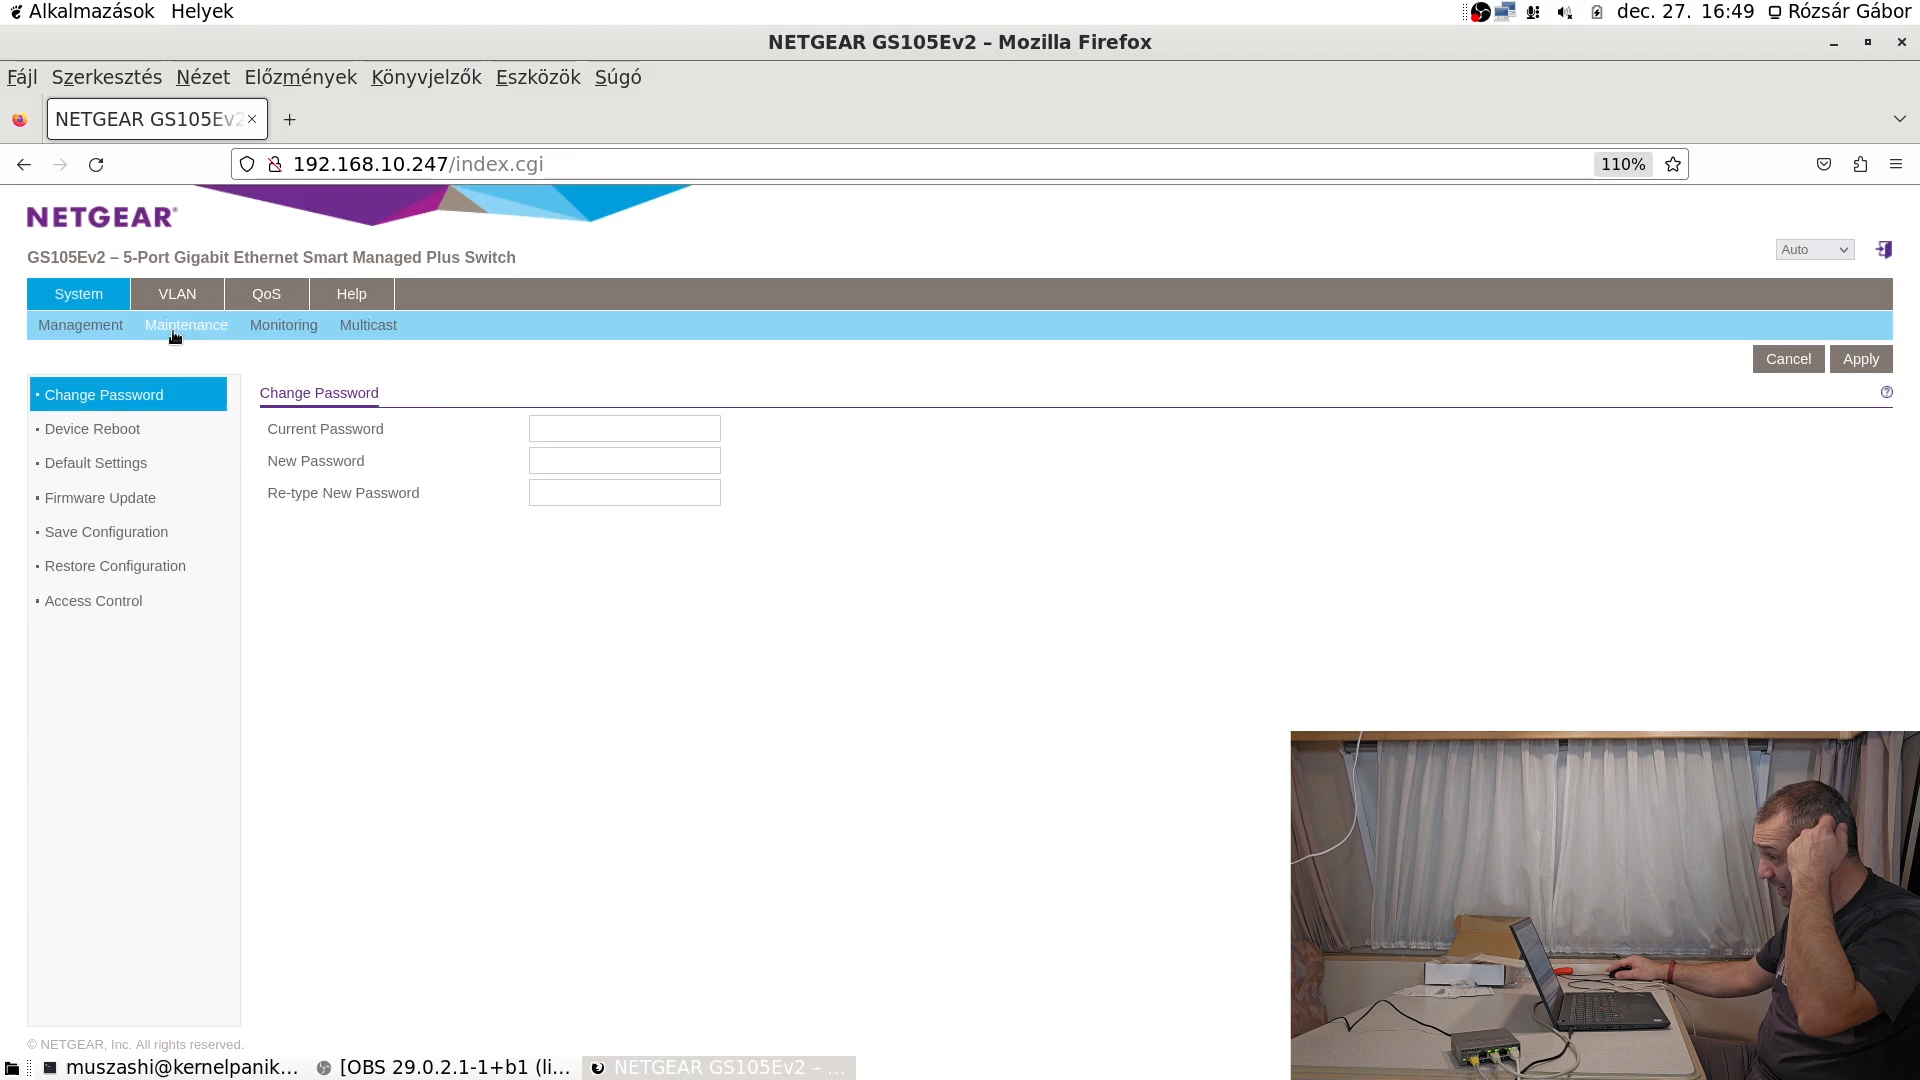 Alkalmazások Helyek dec. 27. 16:49 Rózsár Gábor
NETGEAR GS105Ev2 – Mozilla Firefox
Fájl Szerkesztés Nézet Előzmények Könyvjelzők Eszközök Súgó
NETGEAR GS105Ev2
192.168.10.247/index.cgi 110%
NETGEAR®
GS105Ev2 – 5-Port Gigabit Ethernet Smart Managed Plus Switch Auto
System VLAN QoS Help
Management Maintenance Monitoring Multicast
Cancel Apply
Change Password
Device Reboot
Default Settings
Firmware Update
Save Configuration
Restore Configuration
Access Control
Change Password
Current Password
New Password
Re-type New Password
© NETGEAR, Inc. All rights reserved.
muszashi@kernelpanik... [OBS 29.0.2.1-1+b1 (li... NETGEAR GS105Ev2 – ...